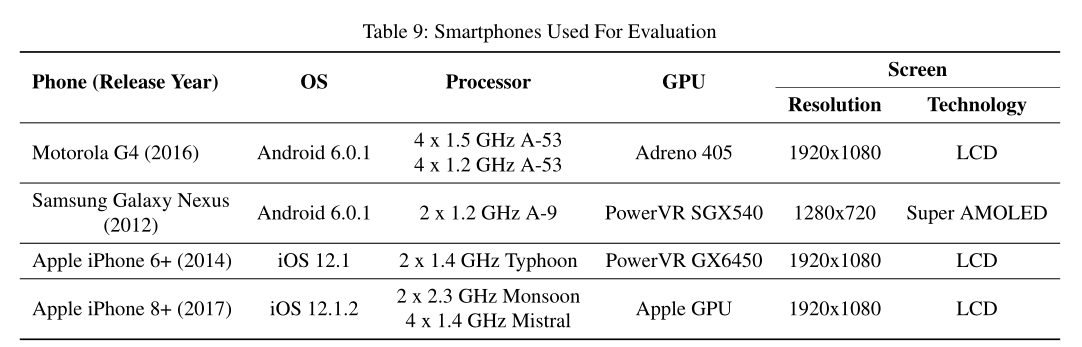 Table 9: Smartphones Used For Evaluation
Phone (Release Year) OS Processor GPU Screen
Resolution Technology
Motorola G4 (2016) Android 6.0.1 4 x 1.5 GHz A-53 Adreno 405 1920x1080 LCD
4 x 1.2 GHz A-53
Samsung Galaxy Nexus Android 6.0.1 2 x 1.2 GHz A-9 PowerVR SGX540 1280x720 Super AMOLED
(2012)
Apple iPhone 6+ (2014) iOS 12.1 2 x 1.4 GHz Typhoon PowerVR GX6450 1920x1080 LCD
Apple iPhone 8+ (2017) iOS 12.1.2 2 x 2.3 GHz Monsoon Apple GPU 1920x1080 LCD
4 x 1.4 GHz Mistral